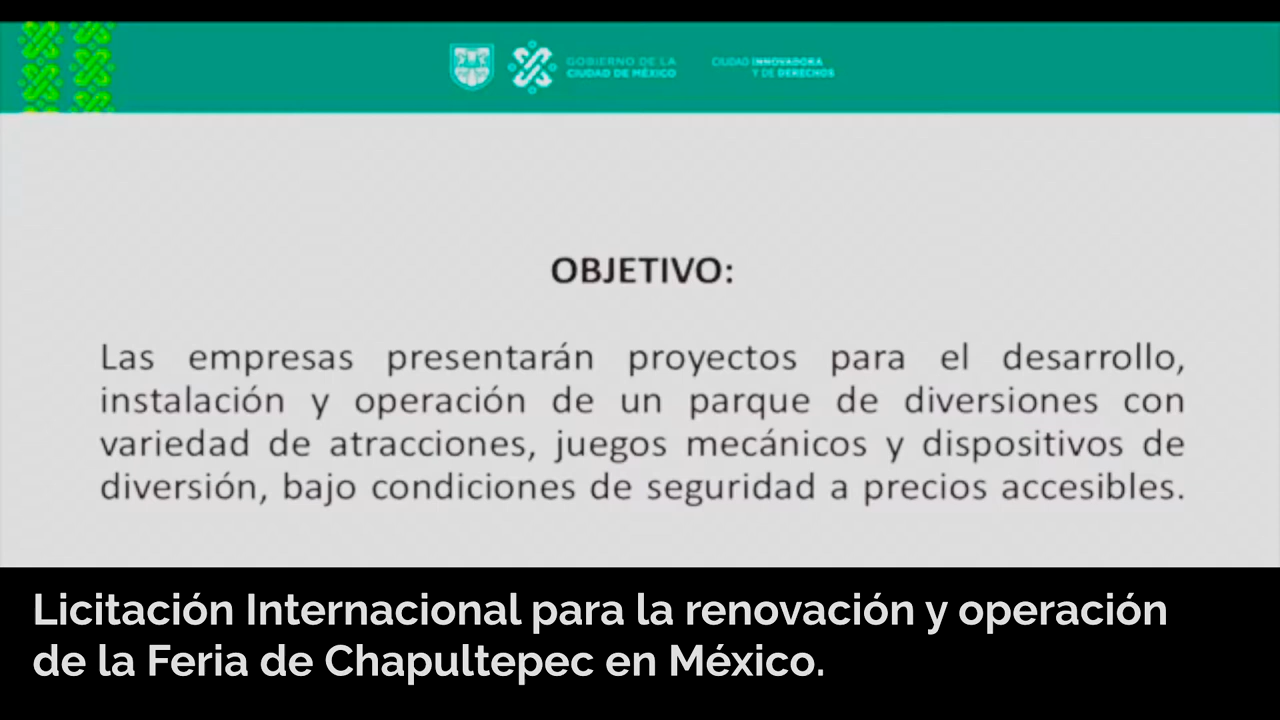 GOBIERNO DE LA
CIUDAD DE MÉXICO
CIUDAD INNOVADORA
Y DE DERECHOS
OBJETIVO:
Las empresas presentarán proyectos para el desarrollo,
instalación y operación de un parque de diversiones con
variedad de atracciones, juegos mecánicos y dispositivos de
diversión, bajo condiciones de seguridad a precios accesibles.
Licitación Internacional para la renovación y operación
de la Feria de Chapultepec en México.